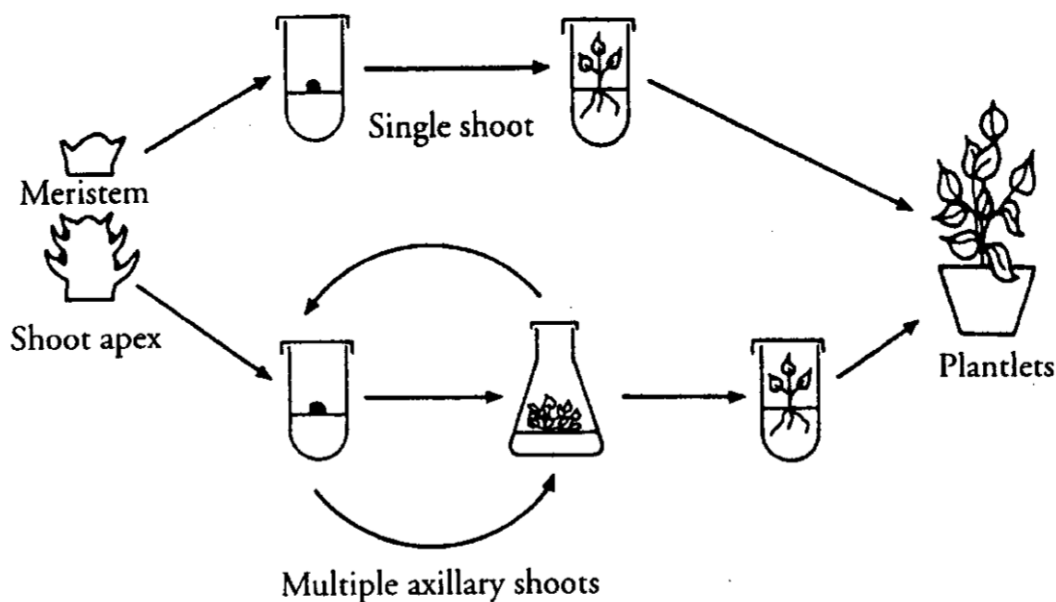 Single shoot
Meristem
Shoot apex
Plantlets
Multiple axillary shoots